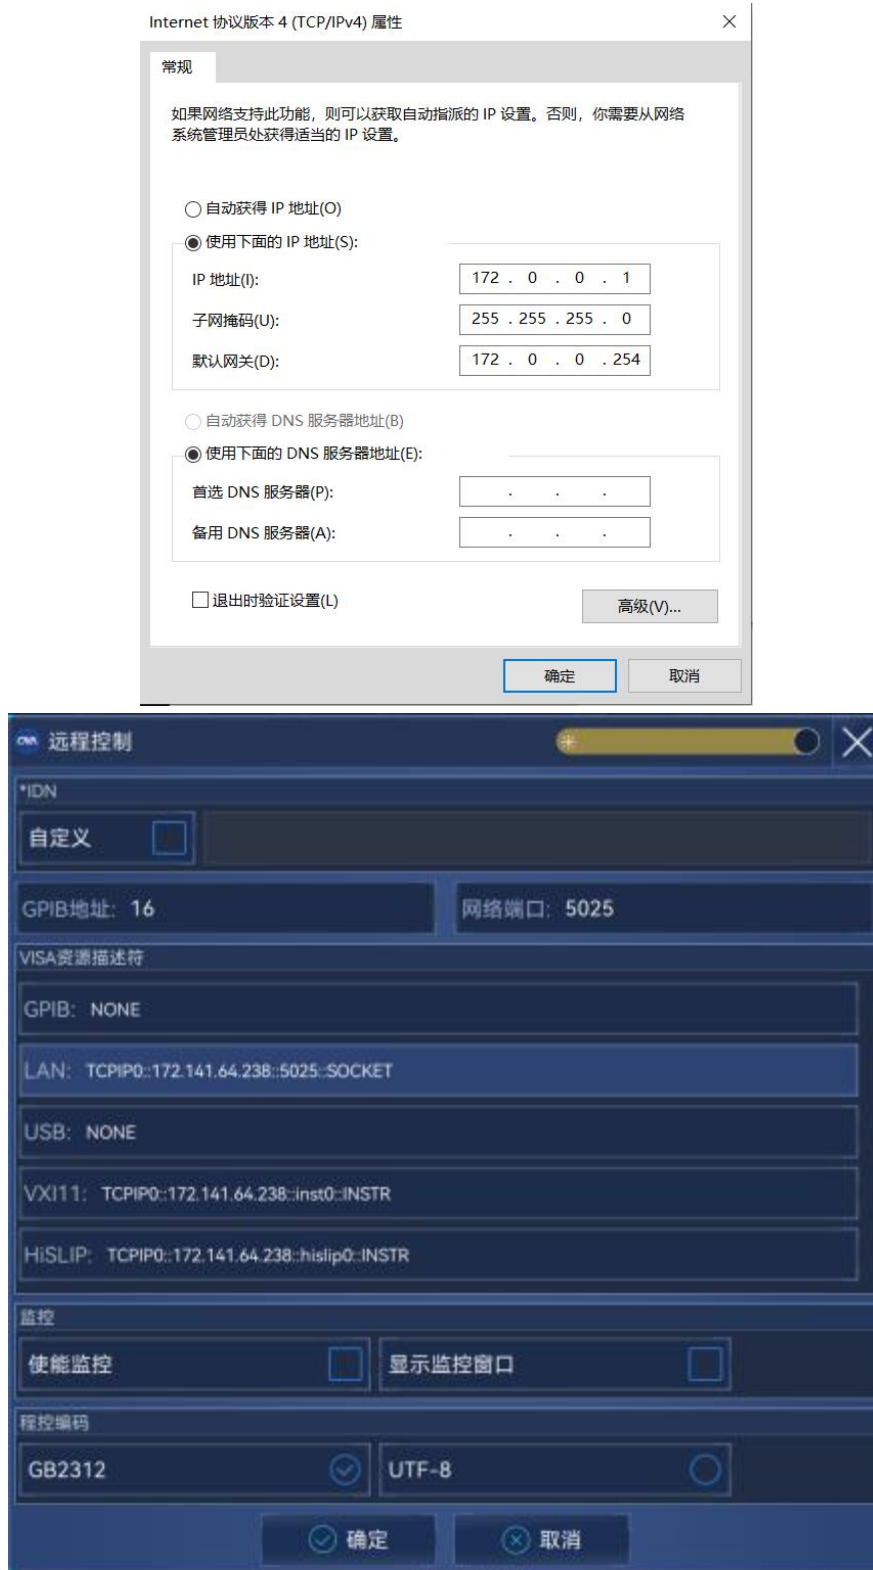 Internet 协议版本 4 (TCP/IPv4) 属性
常规
如果网络支持此功能，则可以获取自动指派的 IP 设置。否则，你需要从网络
系统管理员处获得适当的 IP 设置。
自动获得 IP 地址(O)
使用下面的 IP 地址(S):
IP 地址(I): 172 . 0 . 0 . 1
子网掩码(U): 255 . 255 . 255 . 0
默认网关(D): 172 . 0 . 0 . 254
自动获得 DNS 服务器地址(B)
使用下面的 DNS 服务器地址(E):
首选 DNS 服务器(P): . . .
备用 DNS 服务器(A): . . .
退出时验证设置(L)
高级(V)...
确定 取消
远程控制
*IDN
自定义
GPIB地址: 16 网络端口: 5025
VISA资源描述符
GPIB: NONE
LAN: TCPIP0::172.141.64.238::5025::SOCKET
USB: NONE
VXI11: TCPIP0::172.141.64.238::inst0::INSTR
HiSLIP: TCPIP0::172.141.64.238::hislip0::INSTR
监控
使能监控 显示监控窗口
程控编码
GB2312 UTF-8
确定 取消